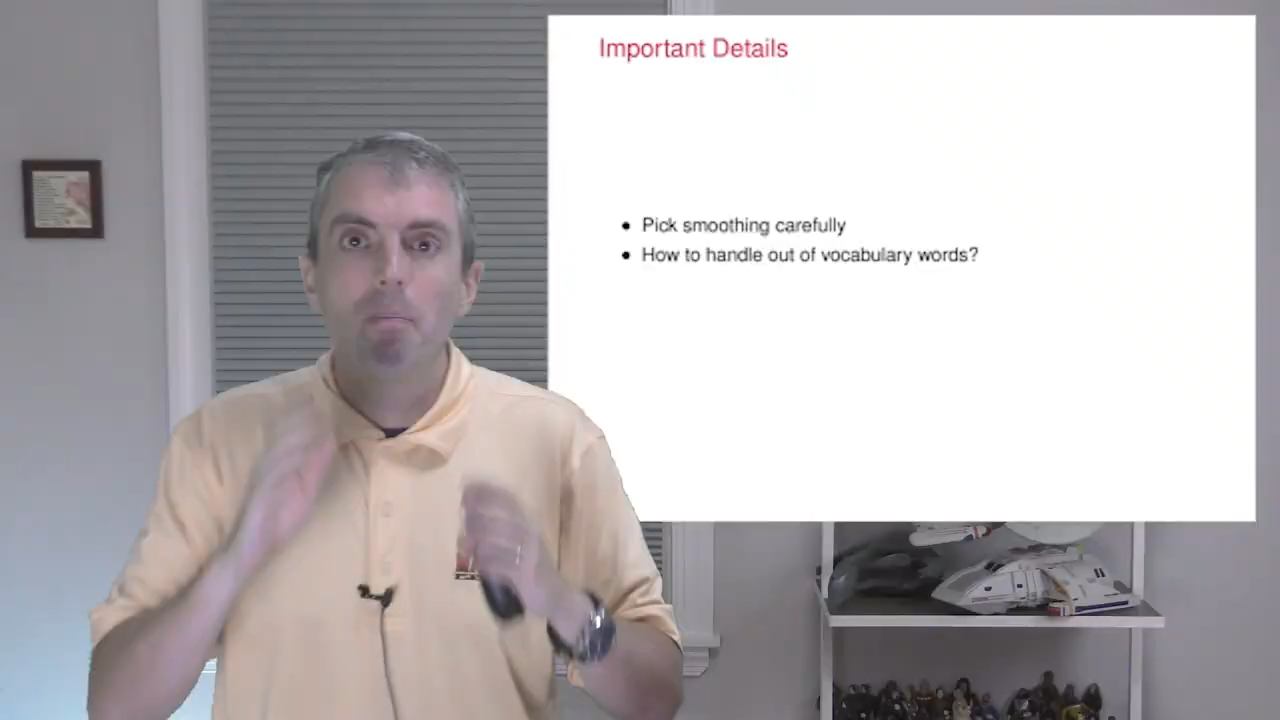 Important Details
• Pick smoothing carefully
• How to handle out of vocabulary words?